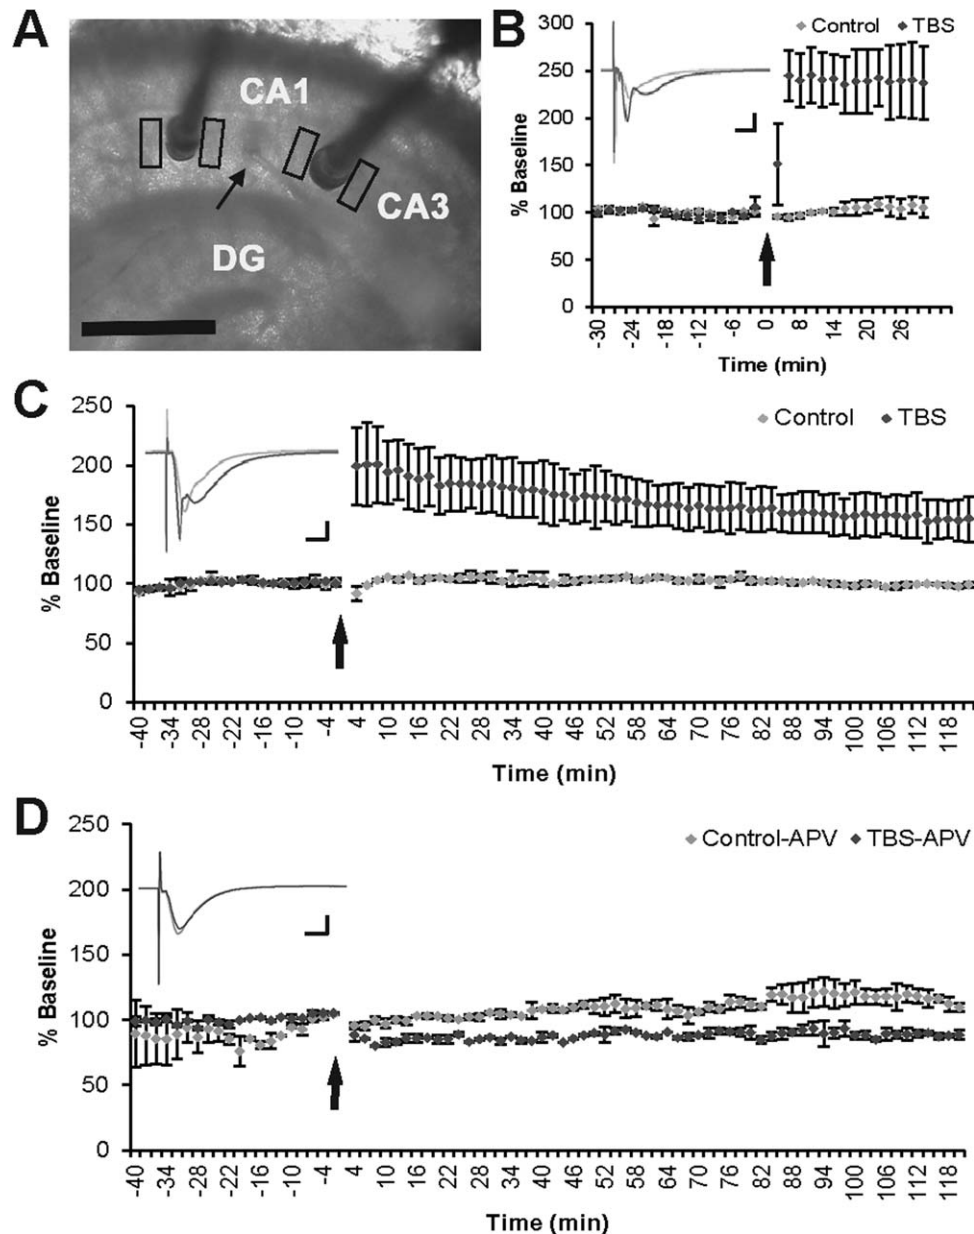 A
CA1
CA3
DG
B
Control TBS
300
250
200
150
100
50
0
% Baseline
-30 -24 -18 -12 -6 0 8 14 20 26
Time (min)
C
Control TBS
250
200
150
100
50
0
% Baseline
-40 -34 -28 -22 -16 -10 -4 4 10 16 22 28 34 40 46 52 58 64 70 76 82 88 94 100 106 112 118
Time (min)
D
Control-APV TBS-APV
250
200
150
100
50
0
% Baseline
-40 -34 -28 -22 -16 -10 -4 4 10 16 22 28 34 40 46 52 58 64 70 76 82 88 94 100 106 112 118
Time (min)